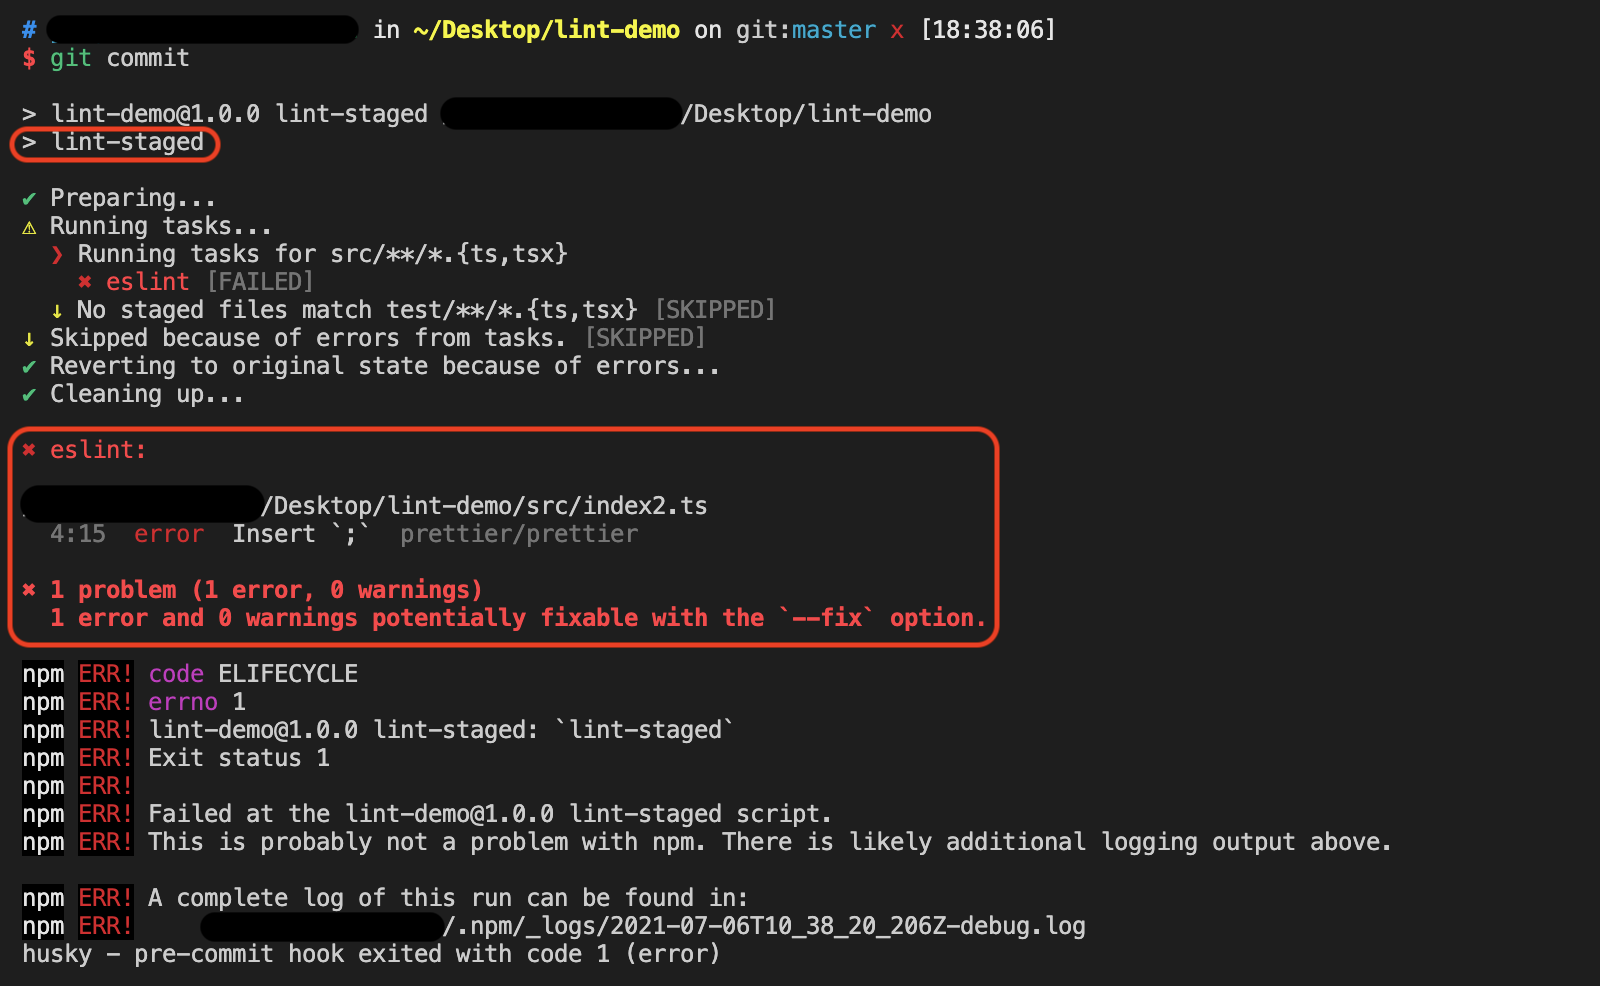 # in ~/Desktop/lint-demo on git:master x [18:38:06]
$ git commit
> lint-demo@1.0.0 lint-staged /Desktop/lint-demo
> lint-staged
✔ Preparing...
⚠ Running tasks...
❯ Running tasks for src/**/*.{ts,tsx}
✖ eslint [FAILED]
↓ No staged files match test/**/*.{ts,tsx} [SKIPPED]
↓ Skipped because of errors from tasks. [SKIPPED]
✔ Reverting to original state because of errors...
✔ Cleaning up...
✖ eslint:
/Desktop/lint-demo/src/index2.ts
4:15 error Insert `;` prettier/prettier
✖ 1 problem (1 error, 0 warnings)
1 error and 0 warnings potentially fixable with the `--fix` option.
npm ERR! code ELIFECYCLE
npm ERR! errno 1
npm ERR! lint-demo@1.0.0 lint-staged: `lint-staged`
npm ERR! Exit status 1
npm ERR!
npm ERR! Failed at the lint-demo@1.0.0 lint-staged script.
npm ERR! This is probably not a problem with npm. There is likely additional logging output above.
npm ERR! A complete log of this run can be found in:
npm ERR! /.npm/_logs/2021-07-06T10_38_20_206Z-debug.log
husky - pre-commit hook exited with code 1 (error)